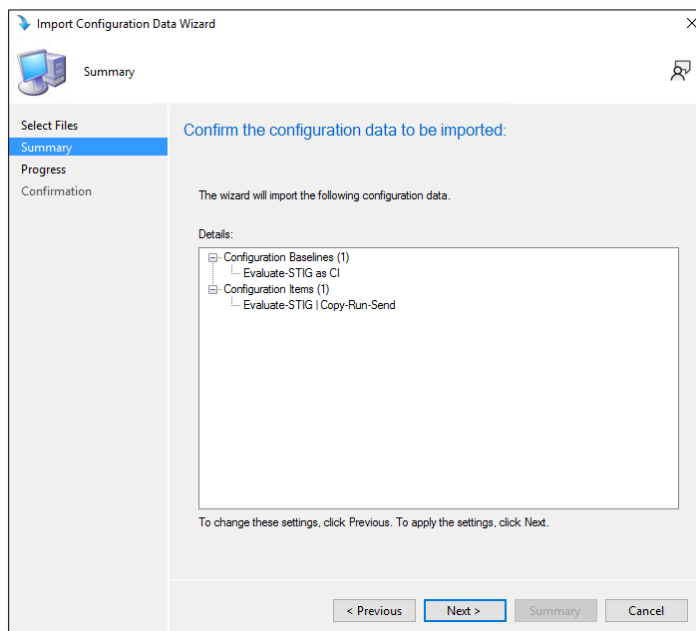 Import Configuration Data Wizard
Summary
Select Files
Summary
Progress
Confirmation
Confirm the configuration data to be imported:
The wizard will import the following configuration data.
Details:
Configuration Baselines (1)
Evaluate-STIG as CI
Configuration Items (1)
Evaluate-STIG | Copy-Run-Send
To change these settings, click Previous. To apply the settings, click Next.
< Previous Next > Summary Cancel